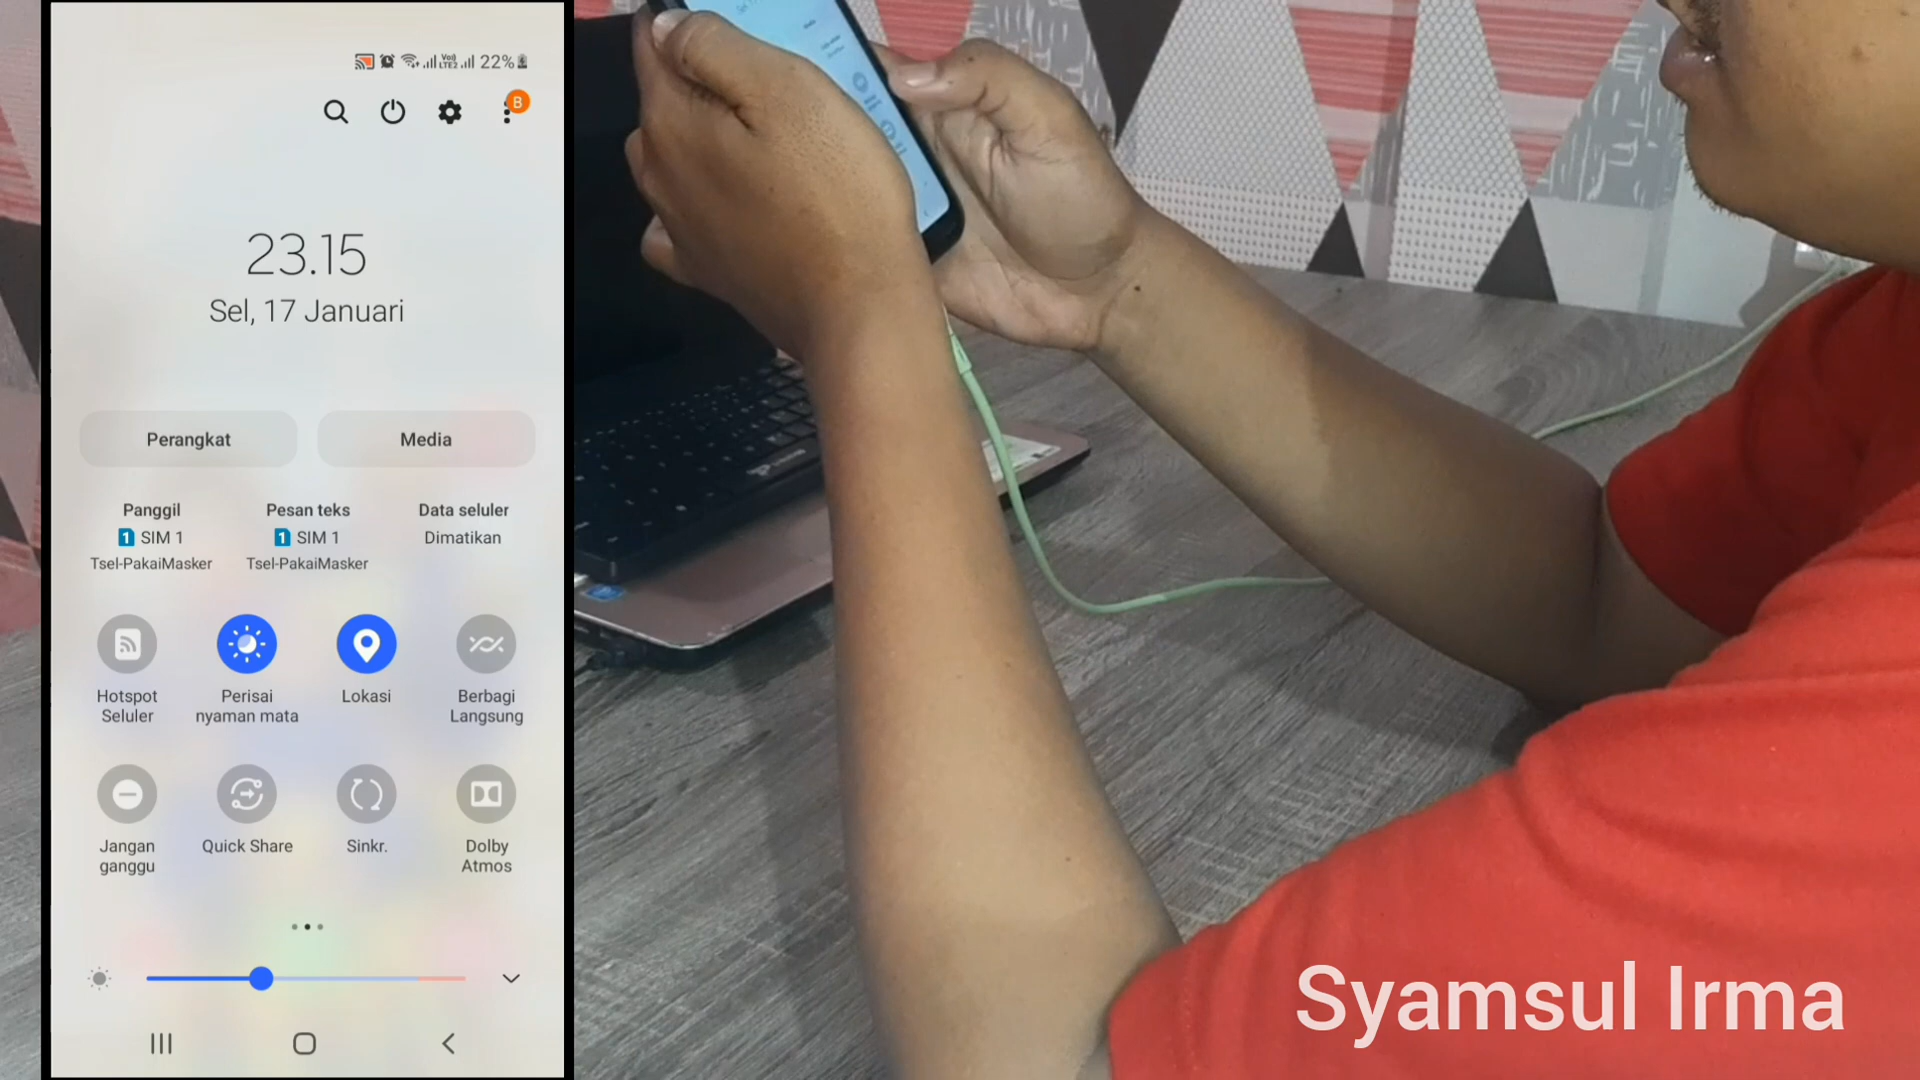 22%
B
23.15
Sel, 17 Januari
Perangkat
Media
Panggil
Pesan teks
Data seluler
1 SIM 1
1 SIM 1
Dimatikan
Tsel-PakaiMasker
Tsel-PakaiMasker
Hotspot
Seluler
Perisai
nyaman mata
Lokasi
Berbagi
Langsung
Jangan
ganggu
Quick Share
Sinkr.
Dolby
Atmos
Syamsul Irma